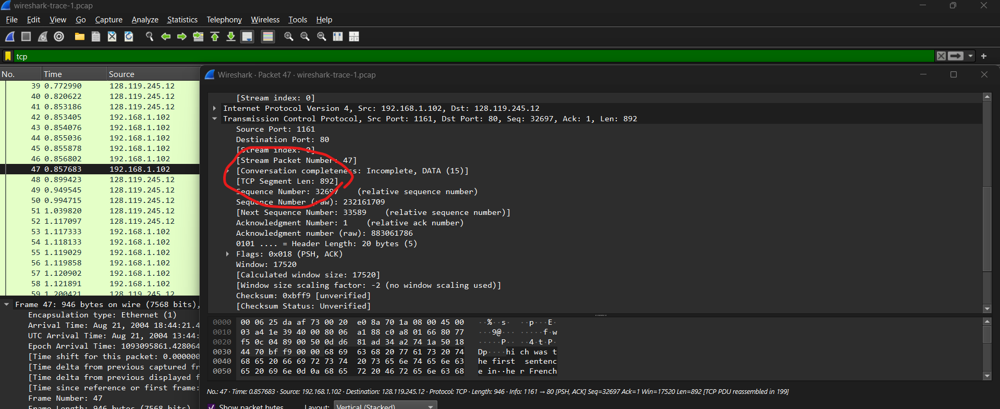 wireshark-trace-1.pcap
File Edit View Go Capture Analyze Statistics Telephony Wireless Tools Help
tcp
No. Time Source
39 0.772990 128.119.245.12
40 0.820622 128.119.245.12
41 0.853186 128.119.245.12
42 0.853405 192.168.1.102
43 0.854076 192.168.1.102
44 0.855036 192.168.1.102
45 0.855878 192.168.1.102
46 0.856802 192.168.1.102
47 0.857683 192.168.1.102
48 0.899423 128.119.245.12
49 0.949545 128.119.245.12
50 0.994715 128.119.245.12
51 1.039820 128.119.245.12
52 1.117097 128.119.245.12
53 1.117333 192.168.1.102
54 1.118133 192.168.1.102
55 1.119029 192.168.1.102
56 1.119858 192.168.1.102
57 1.120902 192.168.1.102
58 1.121891 192.168.1.102
59 1.200421 128.119.245.12
Frame 47: 946 bytes on wire (7568 bits),
Encapsulation type: Ethernet (1)
Arrival Time: Aug 21, 2004 18:44:21.4
UTC Arrival Time: Aug 21, 2004 13:44:
Epoch Arrival Time: 1093095861.428064
[Time shift for this packet: 0.000000
[Time delta from previous captured fr
[Time delta from previous displayed f
[Time since reference or first frame:
Frame Number: 47
Frame Length: 946 bytes (7568 bits)
Wireshark · Packet 47 · wireshark-trace-1.pcap
[Stream index: 0]
Internet Protocol Version 4, Src: 192.168.1.102, Dst: 128.119.245.12
Transmission Control Protocol, Src Port: 1161, Dst Port: 80, Seq: 32697, Ack: 1, Len: 892
Source Port: 1161
Destination Port: 80
[Stream index: 0]
[Stream Packet Number: 47]
[Conversation completeness: Incomplete, DATA (15)]
[TCP Segment Len: 892]
Sequence Number: 32697 (relative sequence number)
Sequence Number (raw): 232161709
[Next Sequence Number: 33589 (relative sequence number)]
Acknowledgment Number: 1 (relative ack number)
Acknowledgment number (raw): 883061786
0101 .... = Header Length: 20 bytes (5)
Flags: 0x018 (PSH, ACK)
Window: 17520
[Calculated window size: 17520]
[Window size scaling factor: -2 (no window scaling used)]
Checksum: 0xbff9 [unverified]
[Checksum Status: Unverified]
0000 00 06 25 da af 73 00 20 e0 8a 70 1a 08 00 45 00 ··%··s· ··p···E·
0010 03 a4 1e 39 40 00 80 06 a1 88 c0 a8 01 66 80 77 ···9@··· ·····f·w
0020 f5 0c 04 89 00 50 0d d6 81 ad 34 a2 74 1a 50 18 ·····P·· ··4·t·P·
0030 44 70 bf f9 00 00 68 69 63 68 20 77 61 73 20 74 Dp····hi ch was t
0040 68 65 20 66 69 72 73 74 20 73 65 6e 74 65 6e 63 he first sentenc
0050 65 20 69 6e 0d 0a 68 65 72 20 46 72 65 6e 63 68 e in··he r French
No.: 47 · Time: 0.857683 · Source: 192.168.1.102 · Destination: 128.119.245.12 · Protocol: TCP · Length: 946 · Info: 1161 → 80 [PSH, ACK] Seq=32697 Ack=1 Win=17520 Len=892 [TCP PDU reassembled in 199]
Show packet bytes Layout: Vertical (Stacked)